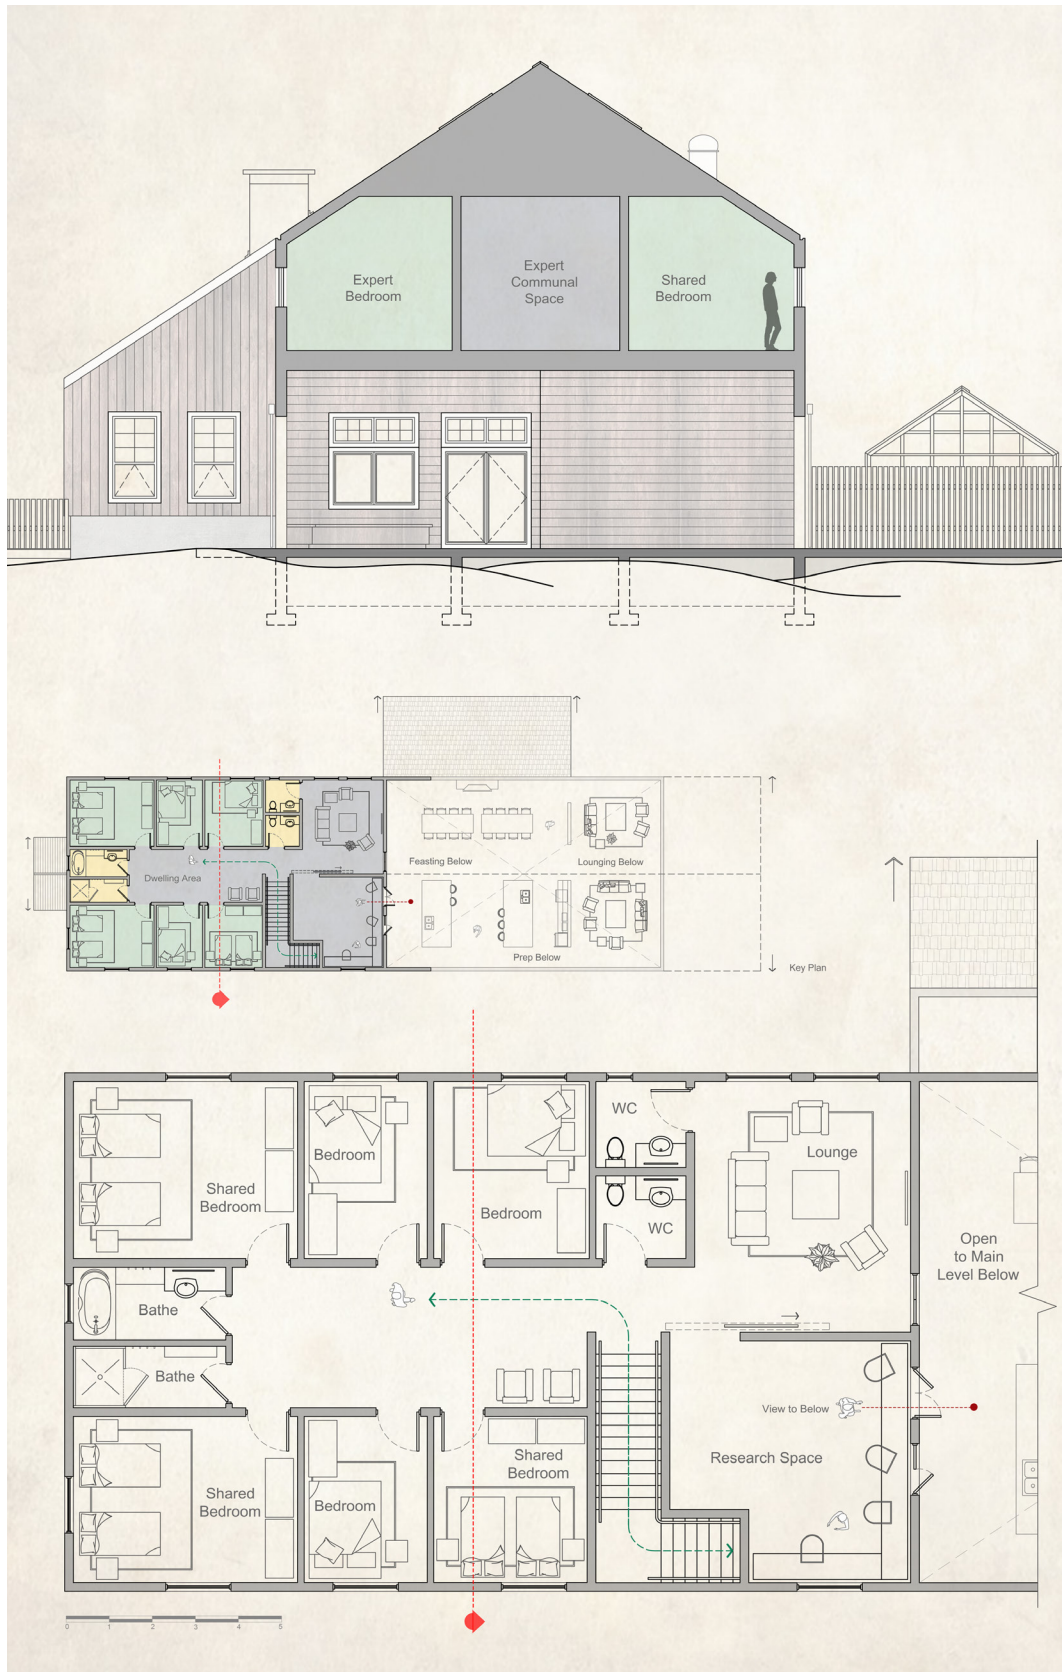 Expert
Bedroom
Expert
Communal
Space
Shared
Bedroom
Feasting Below
Lounging Below
Dwelling Area
Prep Below
Key Plan
WC
Lounge
Bedroom
Shared
Bedroom
Bedroom
WC
Open
to Main
Level Below
Bathe
Bathe
View to Below
Research Space
Shared
Bedroom
Shared
Bedroom
Bedroom
0 1 2 3 4 5